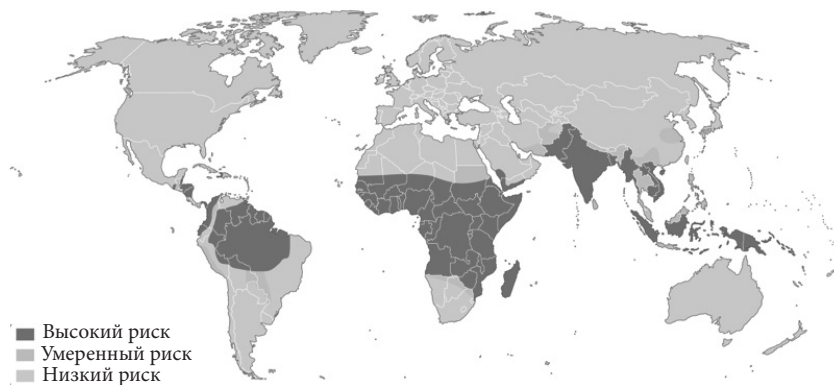 Высокий риск
Умеренный риск
Низкий риск